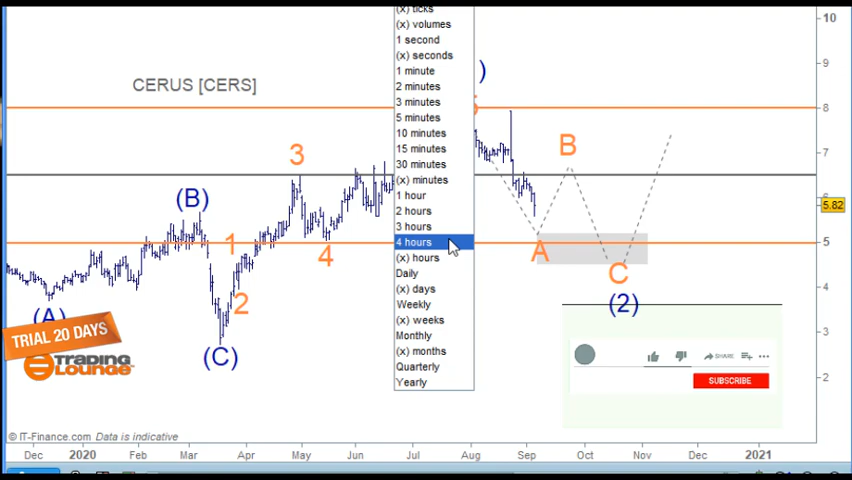 (x) ticks
(x) volumes
1 second
(x) seconds
1 minute
2 minutes
3 minutes
5 minutes
10 minutes
15 minutes
30 minutes
(x) minutes
1 hour
2 hours
3 hours
4 hours
(x) hours
Daily
(x) days
Weekly
(x) weeks
Monthly
(x) months
Quarterly
Yearly
CERUS [CERS]
(A)
(B)
(C)
1
2
3
4
5
)
A
B
C
(2)
10
9
8
7
6
5.82
5
4
3
2
TRIAL 20 DAYS
TRADING
LOUNGE
SHARE
SUBSCRIBE
© IT-Finance.com Data is indicative
Dec 2020 Feb Mar Apr May Jun Jul Aug Sep Oct Nov Dec 2021